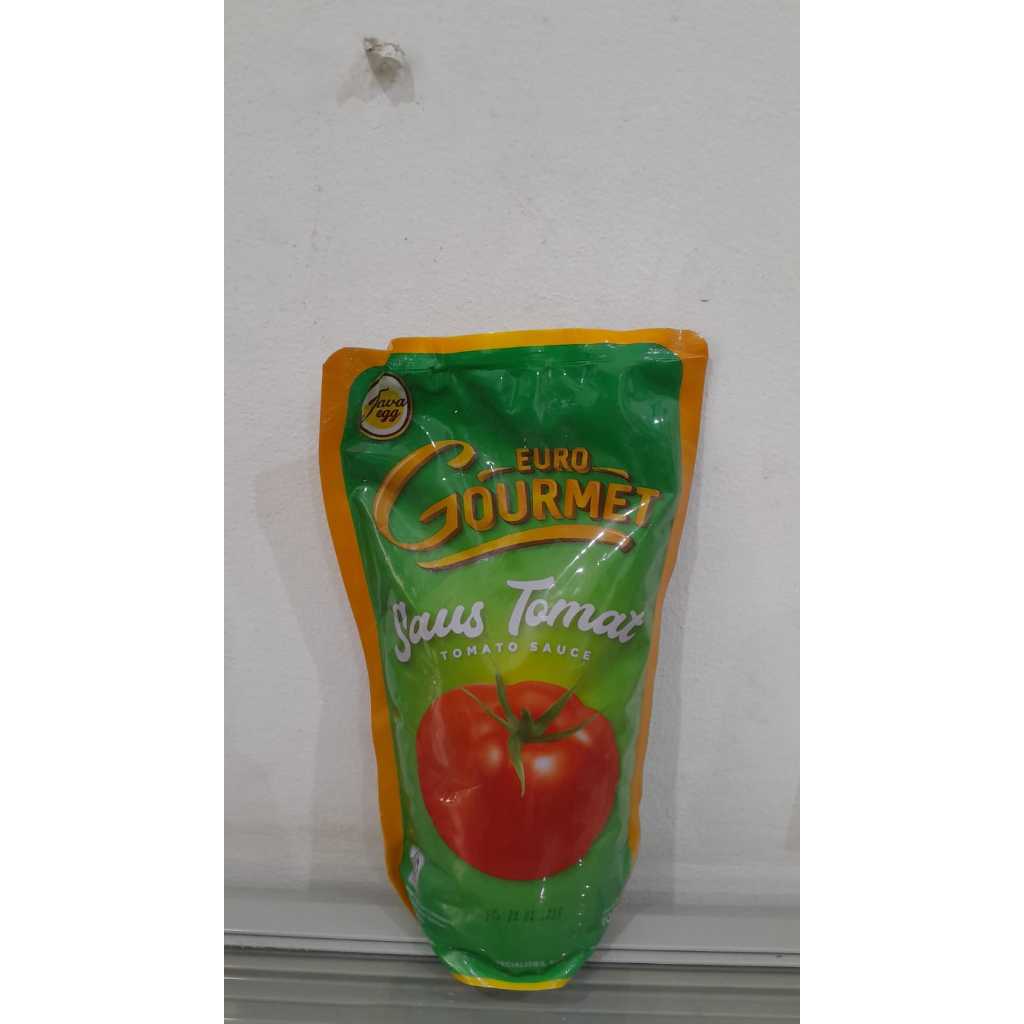 Java
egg
EURO
GOURMET
Saus Tomat
TOMATO SAUCE